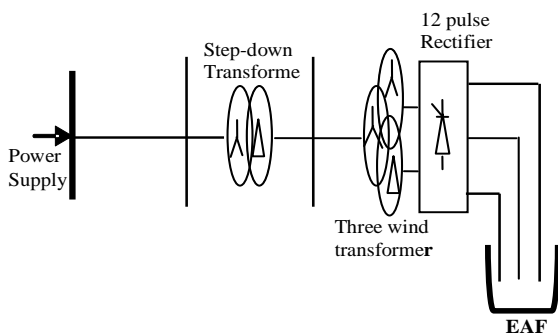 Step-down
Transforme
12 pulse
Rectifier
Power
Supply
Three wind
transformer
EAF